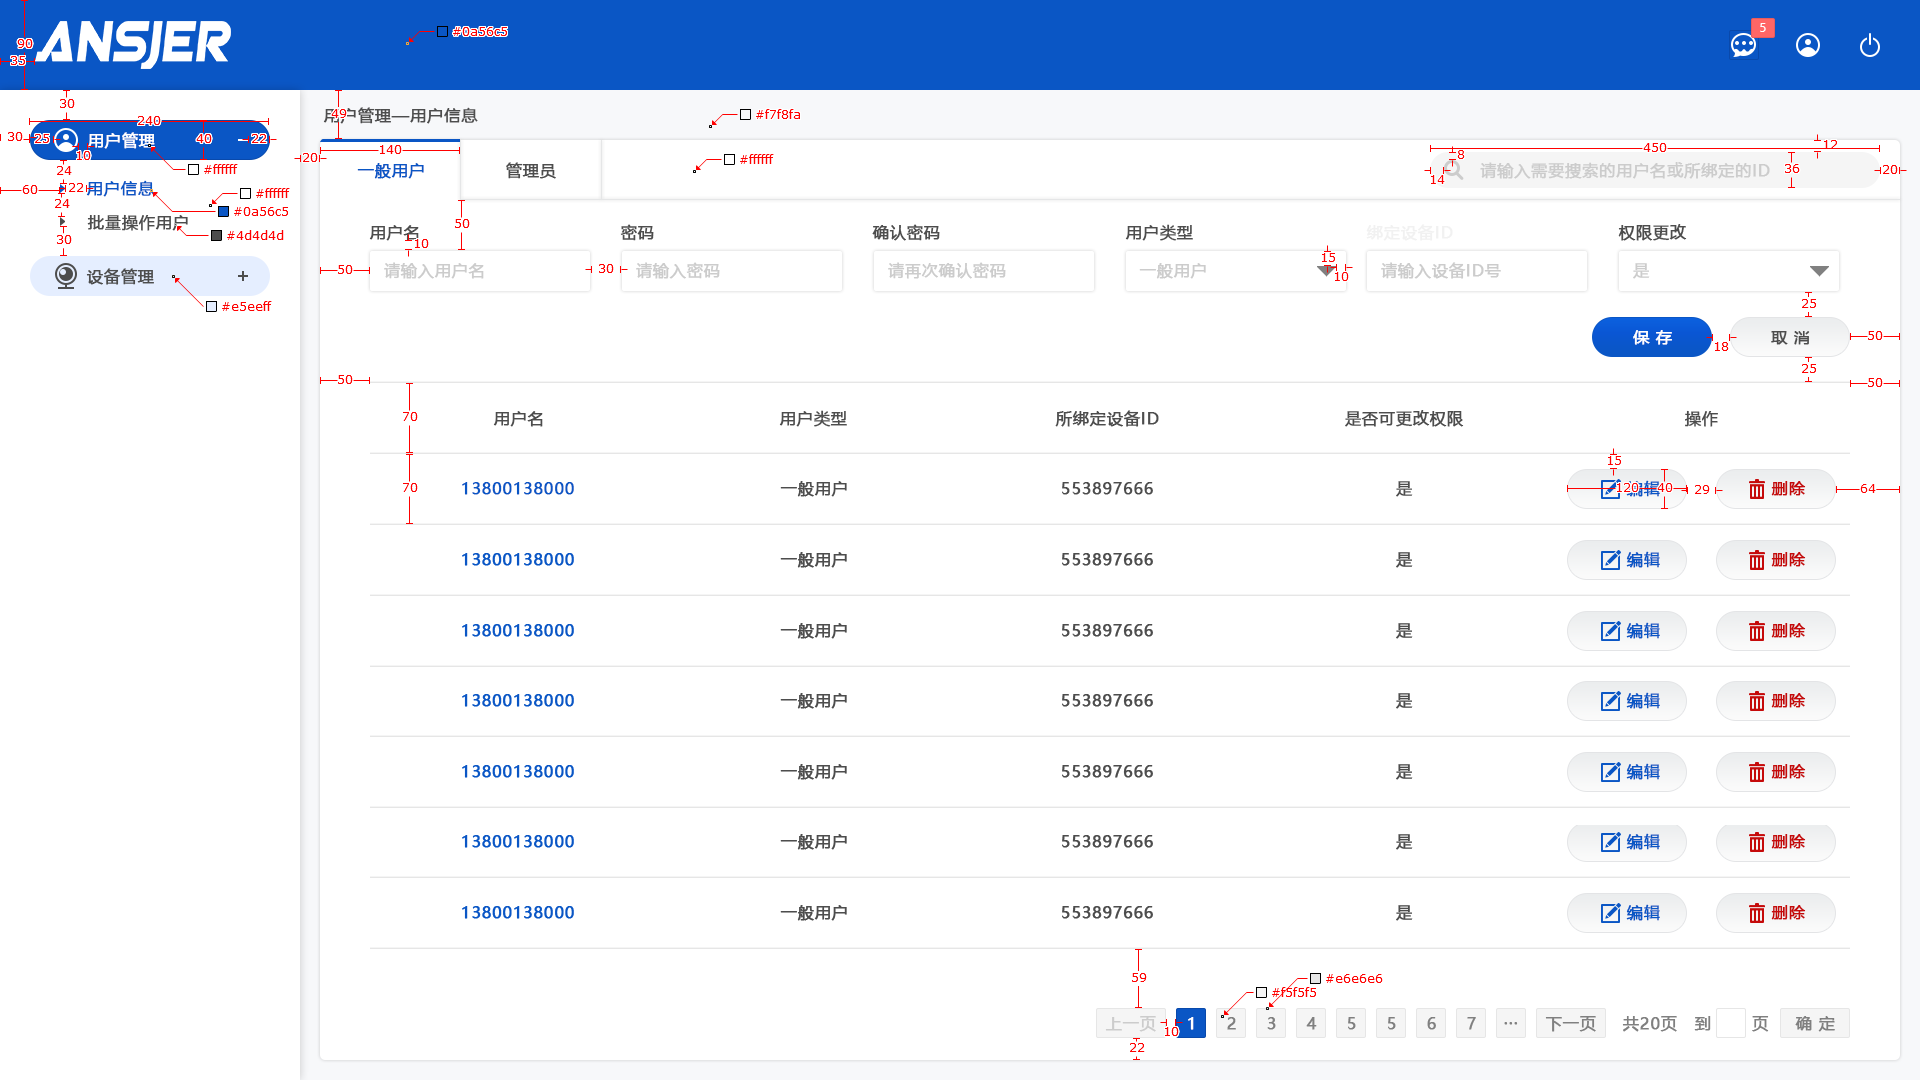 ANSJER
#0a56c5
5
90
35
30
240
30
25
用户管理
40
22
10
#ffffff
24
60
22
用户信息
#ffffff
#0a56c5
24
批量操作用户
#4d4d4d
30
设备管理
+
#e5eeff
49
用户管理—用户信息
#f7f8fa
20
140
一般用户
管理员
#ffffff
450
12
8
14
请输入需要搜索的用户名或所绑定的ID
36
20
50
用户名
密码
确认密码
用户类型
绑定设备ID
权限更改
10
50
请输入用户名
30
请输入密码
请再次确认密码
一般用户
15
10
请输入设备ID号
是
25
保 存
18
取 消
50
25
50
50
70
用户名
用户类型
所绑定设备ID
是否可更改权限
操作
70
13800138000
一般用户
553897666
是
15
120
40
编辑
29
删除
64
13800138000
一般用户
553897666
是
编辑
删除
13800138000
一般用户
553897666
是
编辑
删除
13800138000
一般用户
553897666
是
编辑
删除
13800138000
一般用户
553897666
是
编辑
删除
13800138000
一般用户
553897666
是
编辑
删除
13800138000
一般用户
553897666
是
编辑
删除
59
#e6e6e6
#f5f5f5
上一页
10
1
2
3
4
5
5
6
7
···
下一页
共20页
到
页
确 定
22